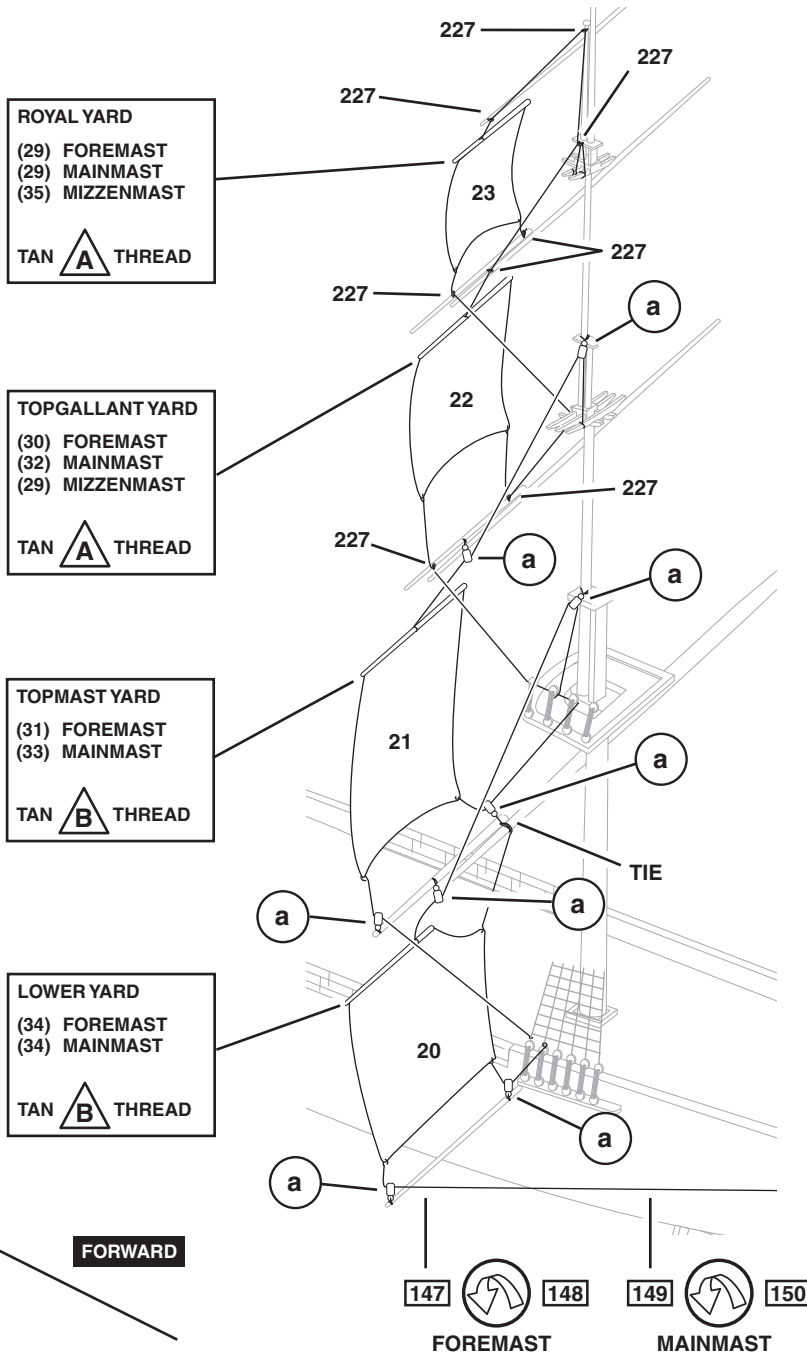 227
227
227
ROYAL YARD
(29) FOREMAST
(29) MAINMAST
(35) MIZZENMAST
TAN A THREAD
23
227
227
a
TOPGALLANT YARD
(30) FOREMAST
(32) MAINMAST
(29) MIZZENMAST
TAN A THREAD
22
227
227
a
a
TOPMAST YARD
(31) FOREMAST
(33) MAINMAST
TAN B THREAD
21
a
TIE
a
a
LOWER YARD
(34) FOREMAST
(34) MAINMAST
TAN B THREAD
20
a
a
FORWARD
147 148 149 150
FOREMAST MAINMAST